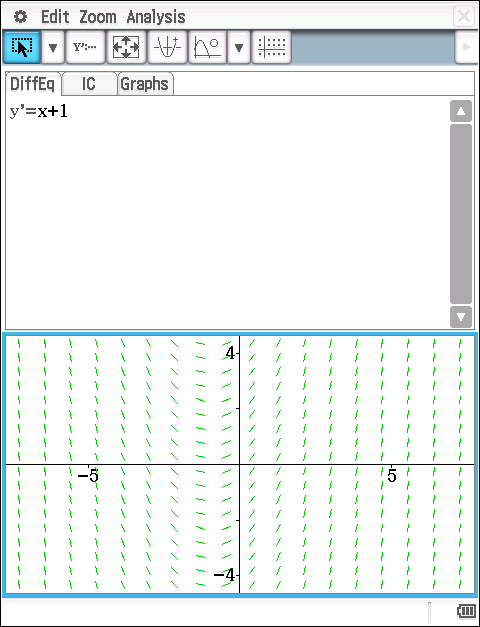 Edit Zoom Analysis
Y':···
DiffEq IC Graphs
y'=x+1
4
-5 5
-4